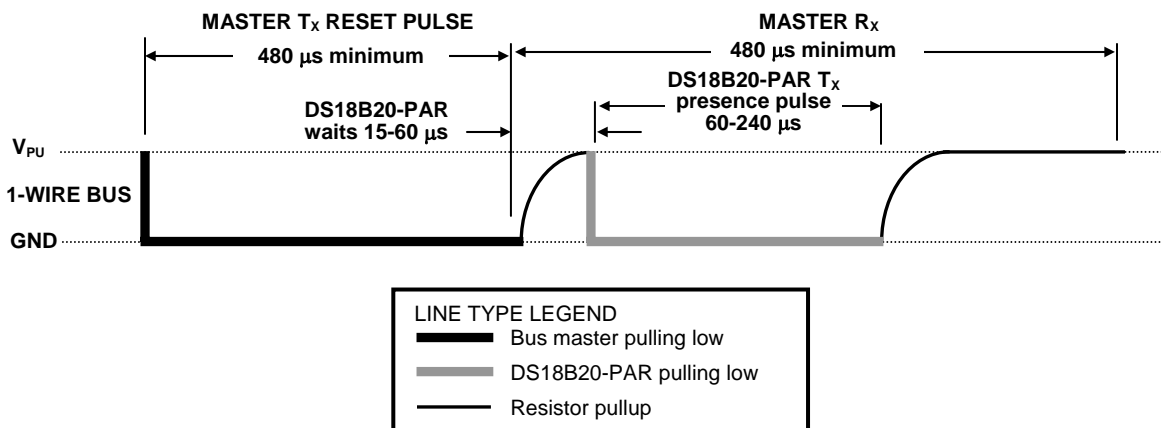 MASTER TX RESET PULSE
480 μs minimum
MASTER RX
480 μs minimum
DS18B20-PAR
waits 15-60 μs
DS18B20-PAR TX
presence pulse
60-240 μs
VPU
1-WIRE BUS
GND
LINE TYPE LEGEND
Bus master pulling low
DS18B20-PAR pulling low
Resistor pullup